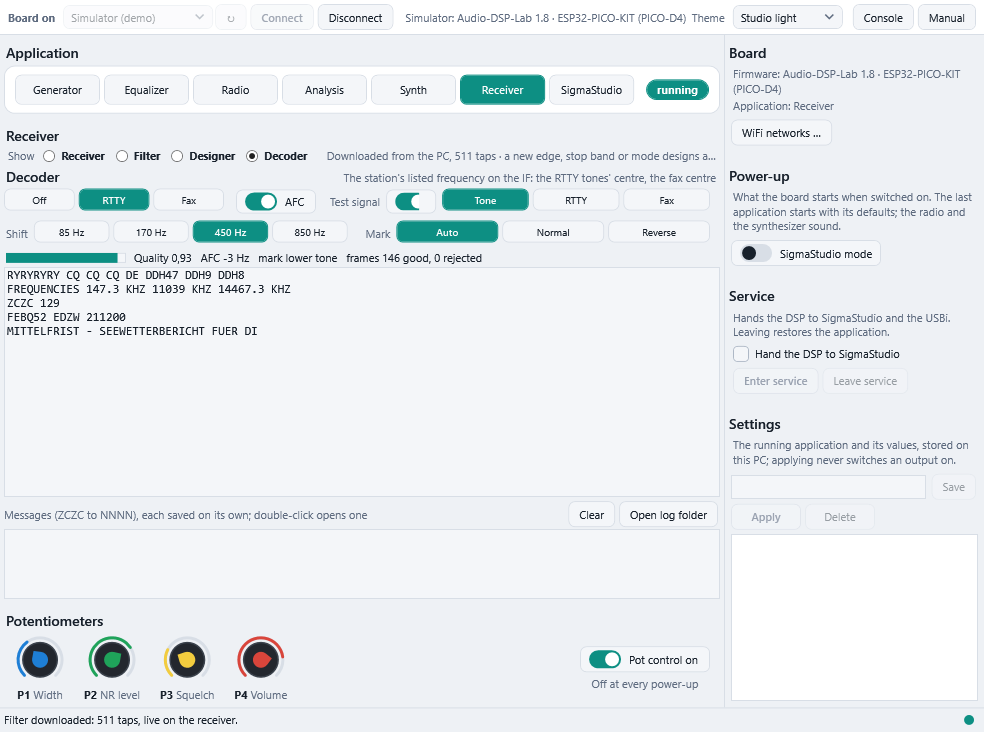 Board on Simulator (demo) Connect Disconnect Simulator: Audio-DSP-Lab 1.8 · ESP32-PICO-KIT (PICO-D4) Theme Studio light Console Manual
Application
Generator Equalizer Radio Analysis Synth Receiver SigmaStudio running
Receiver
Show Receiver Filter Designer Decoder Downloaded from the PC, 511 taps · a new edge, stop band or mode designs a...
Decoder The station's listed frequency on the IF: the RTTY tones' centre, the fax centre
Off RTTY Fax AFC Test signal Tone RTTY Fax
Shift 85 Hz 170 Hz 450 Hz 850 Hz Mark Auto Normal Reverse
Quality 0,93 AFC -3 Hz mark lower tone frames 146 good, 0 rejected
RYRYRYRY CQ CQ CQ DE DDH47 DDH9 DDH8
FREQUENCIES 147.3 KHZ 11039 KHZ 14467.3 KHZ
ZCZC 129
FEBQ52 EDZW 211200
MITTELFRIST - SEEWETTERBERICHT FUER DI
Messages (ZCZC to NNNN), each saved on its own; double-click opens one Clear Open log folder
Potentiometers
P1 Width P2 NR level P3 Squelch P4 Volume
Pot control on
Off at every power-up
Filter downloaded: 511 taps, live on the receiver.
Board
Firmware: Audio-DSP-Lab 1.8 · ESP32-PICO-KIT
(PICO-D4)
Application: Receiver
WiFi networks ...
Power-up
What the board starts when switched on. The last
application starts with its defaults; the radio and
the synthesizer sound.
SigmaStudio mode
Service
Hands the DSP to SigmaStudio and the USBi.
Leaving restores the application.
Hand the DSP to SigmaStudio
Enter service Leave service
Settings
The running application and its values, stored on
this PC; applying never switches an output on.
Save
Apply Delete